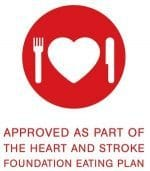 APPROVED AS PART OF
THE HEART AND STROKE
FOUNDATION EATING PLAN